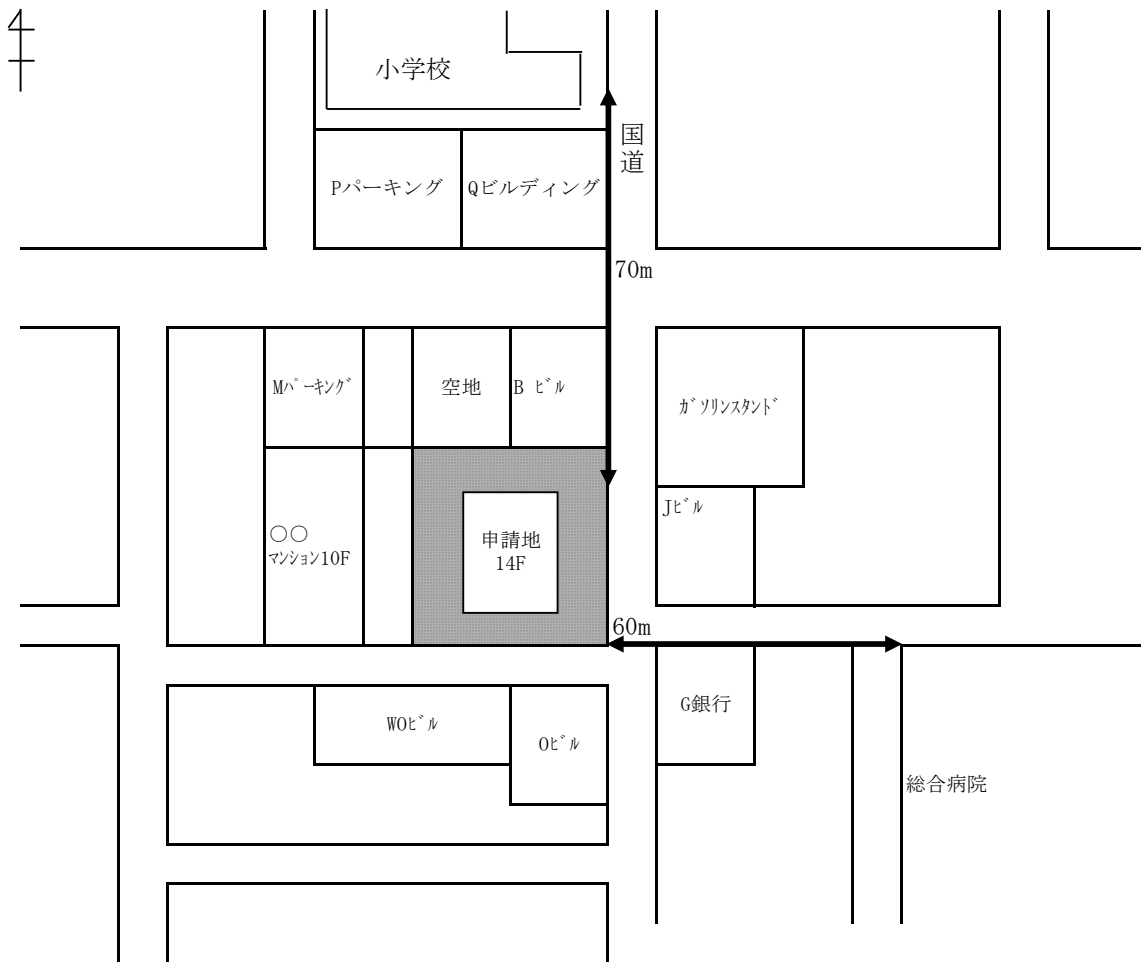 小学校
国道
Pパーキング
Qビルディング
70m
Mパーキング
空地
B ビル
ガソリンスタンド
Jビル
○○
マンション10F
申請地
14F
60m
WOビル
Oビル
G銀行
総合病院